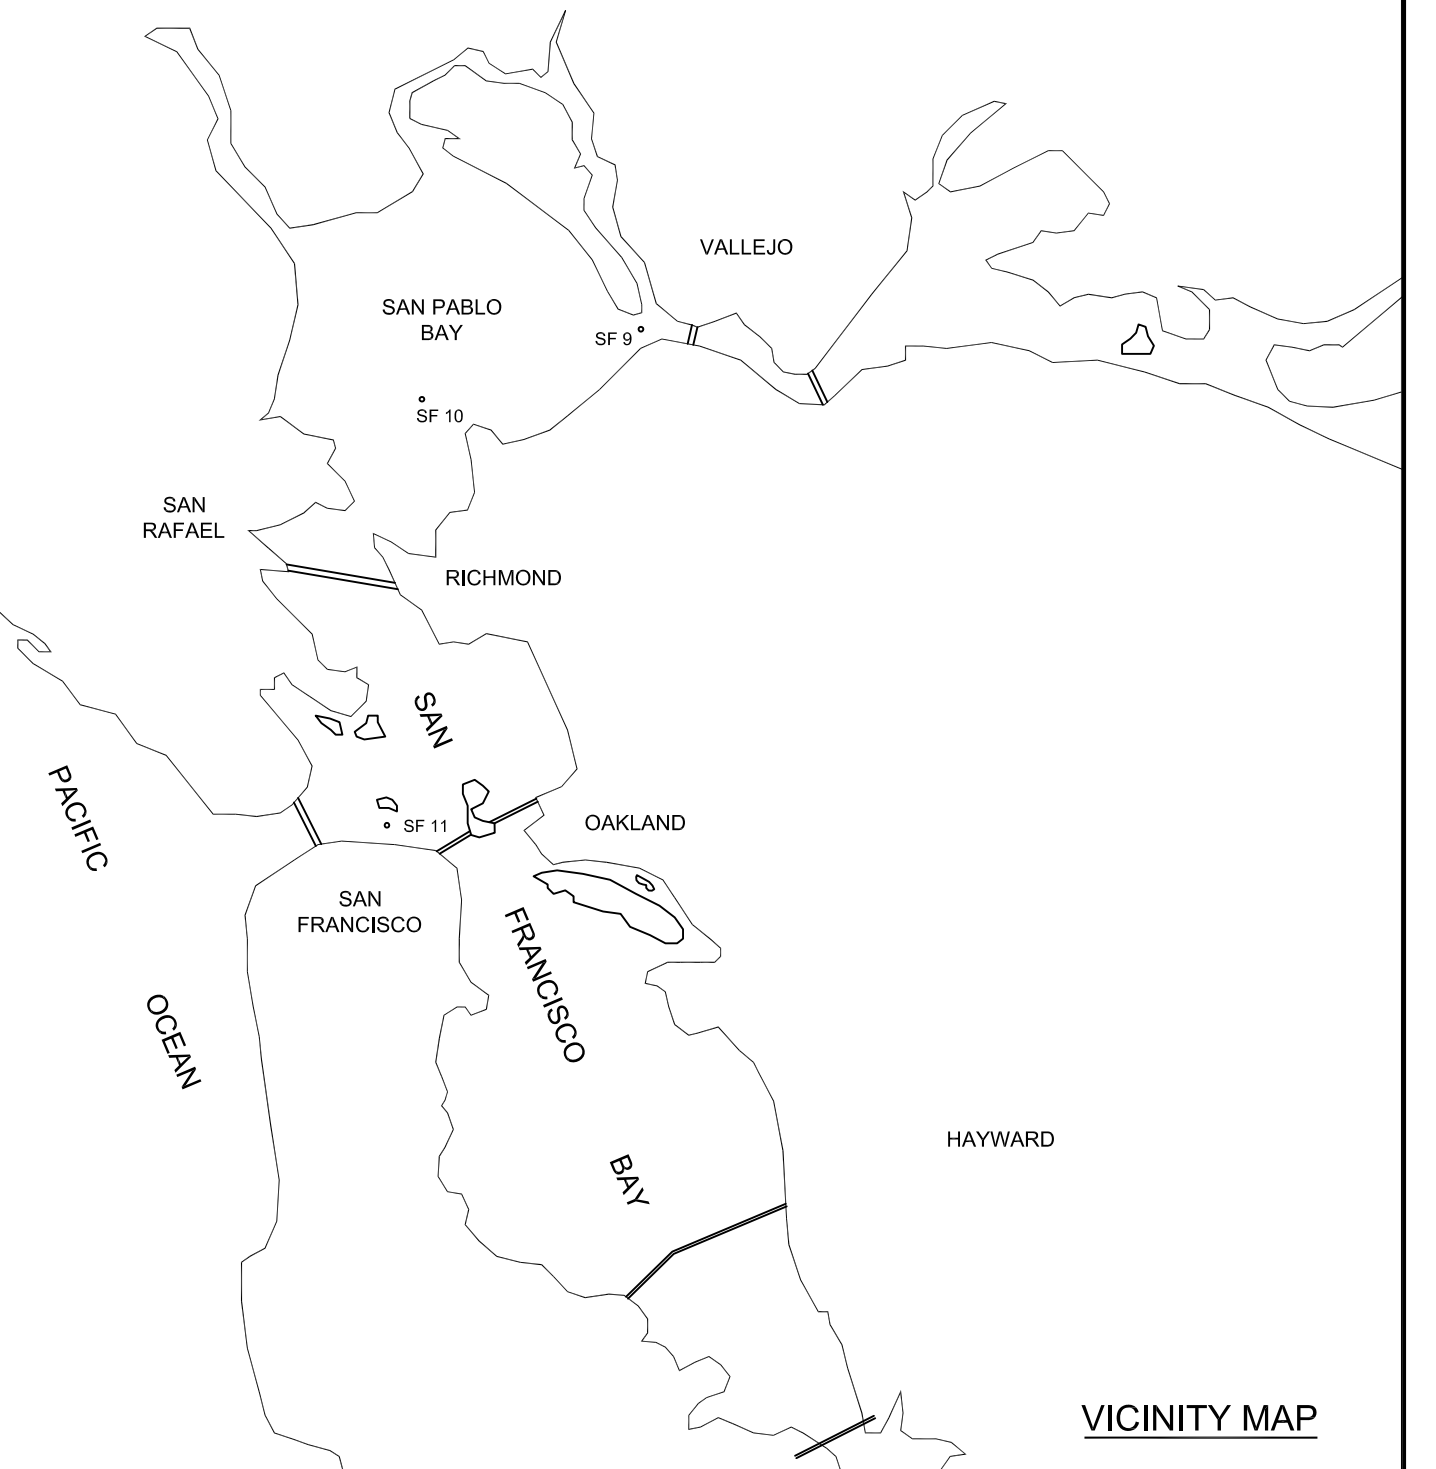 VALLEJO
SAN PABLO
BAY
SF 9
SF 10
SAN
RAFAEL
RICHMOND
SAN
PACIFIC
OAKLAND
SF 11
SAN
FRANCISCO
FRANCISCO
OCEAN
HAYWARD
BAY
VICINITY MAP